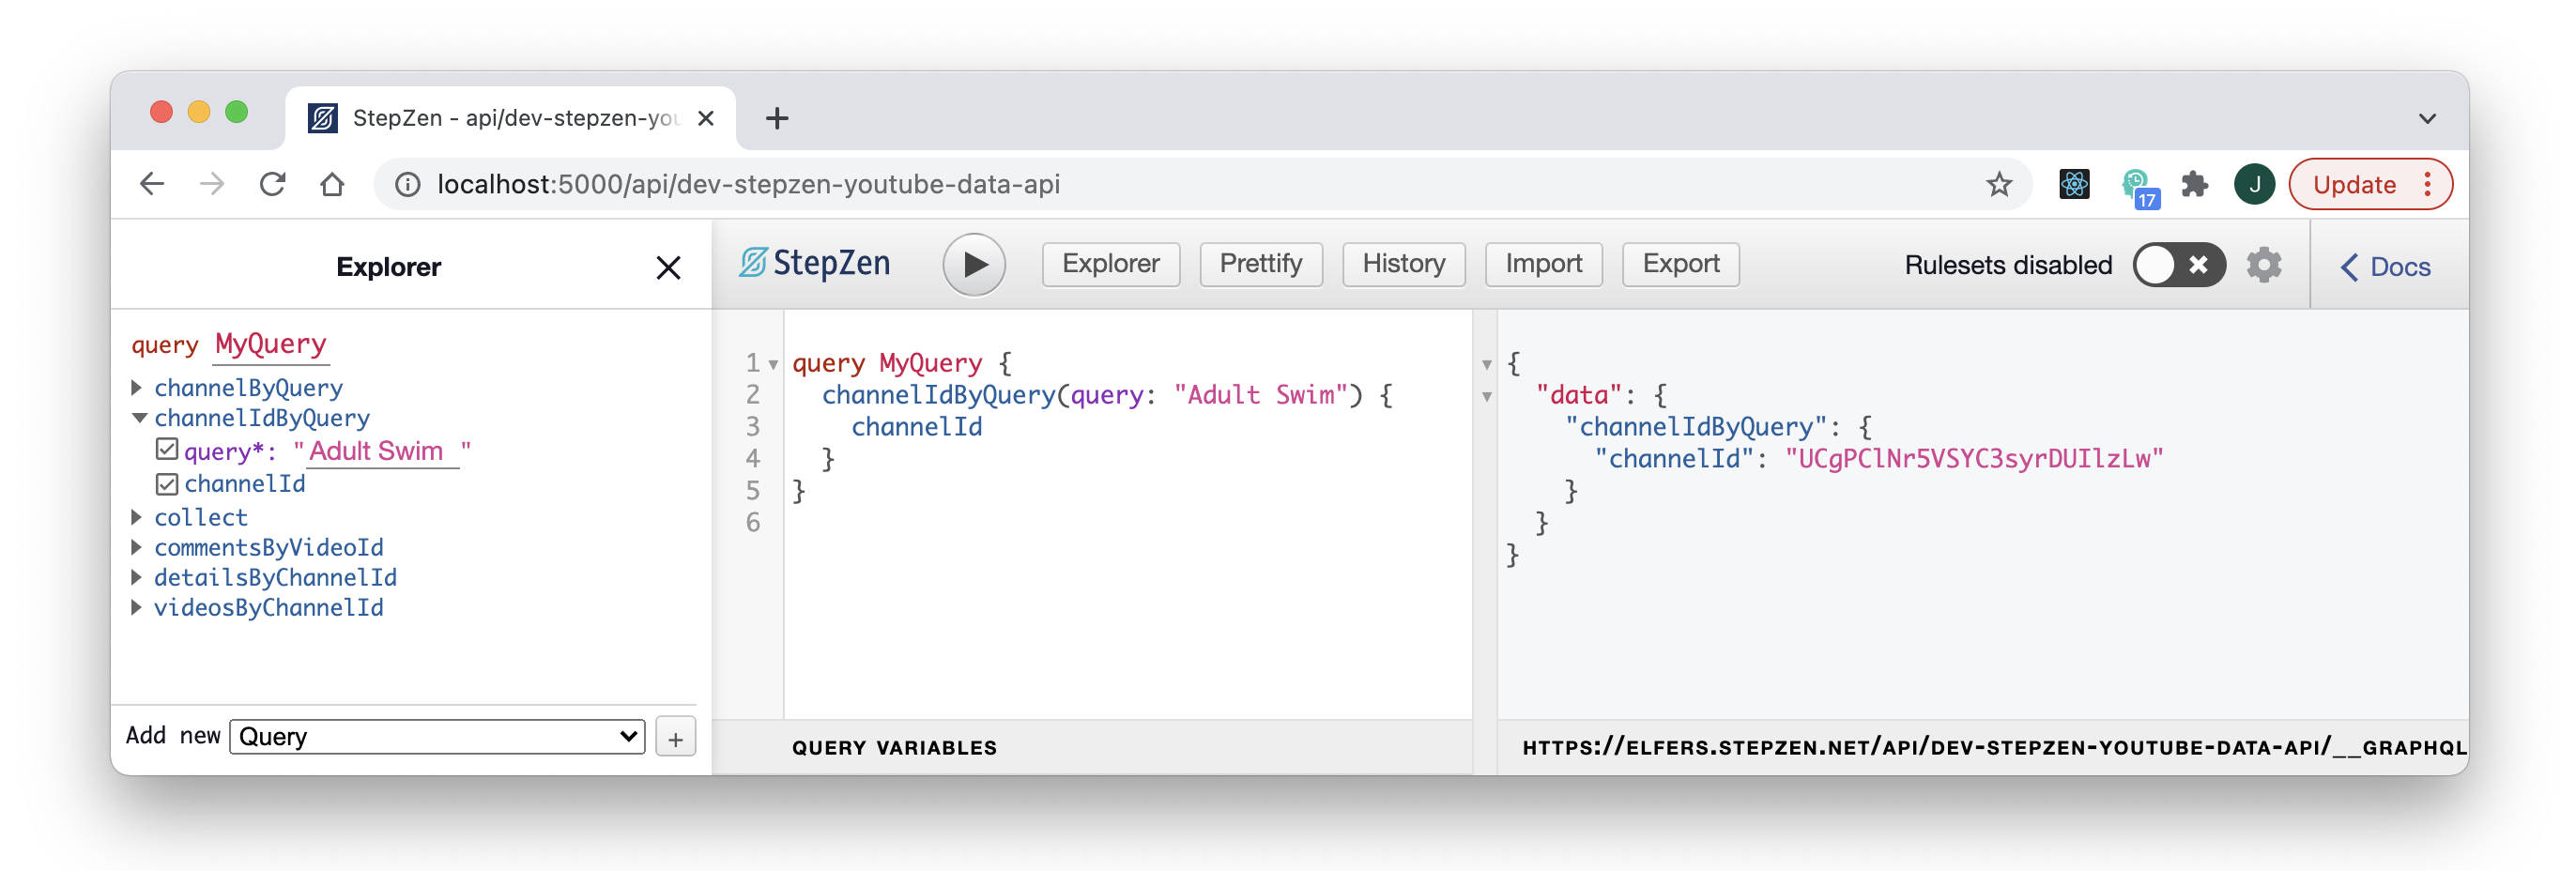 StepZen - api/dev-stepzen-you
localhost:5000/api/dev-stepzen-youtube-data-api
17
J
Update
Explorer
StepZen
Explorer
Prettify
History
Import
Export
Rulesets disabled
Docs
query MyQuery
channelByQuery
channelIdByQuery
query*: "Adult Swim "
channelId
collect
commentsByVideoId
detailsByChannelId
videosByChannelId
Add new Query +
1 query MyQuery {
2 channelIdByQuery(query: "Adult Swim") {
3 channelId
4 }
5 }
6
QUERY VARIABLES
{
"data": {
"channelIdByQuery": {
"channelId": "UCgPClNr5VSYC3syrDUIlzLw"
}
}
}
HTTPS://ELFERS.STEPZEN.NET/API/DEV-STEPZEN-YOUTUBE-DATA-API/__GRAPHQL